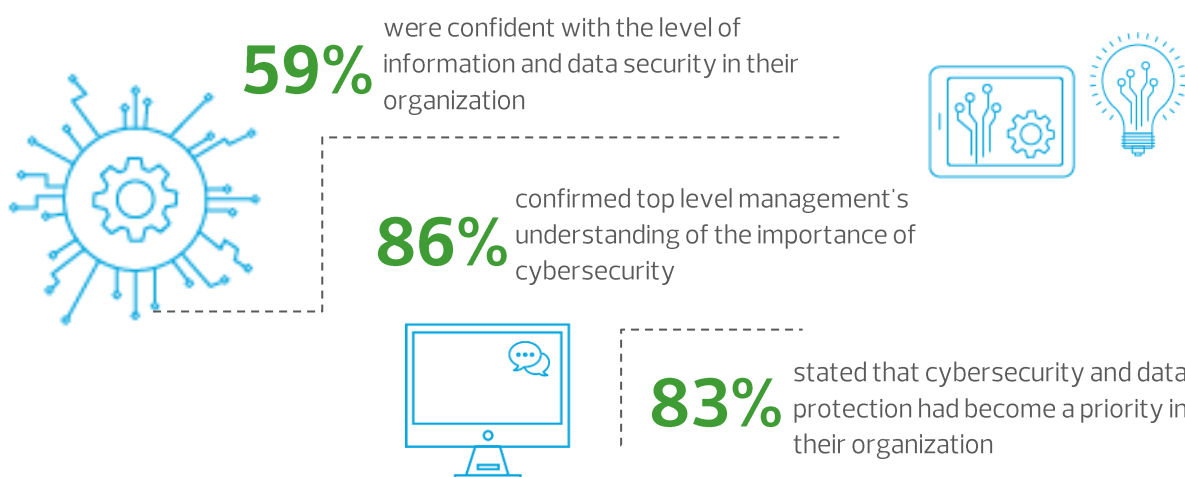 59%
were confident with the level of
information and data security in their
organization
86%
confirmed top level management's
understanding of the importance of
cybersecurity
83%
stated that cybersecurity and data
protection had become a priority in
their organization